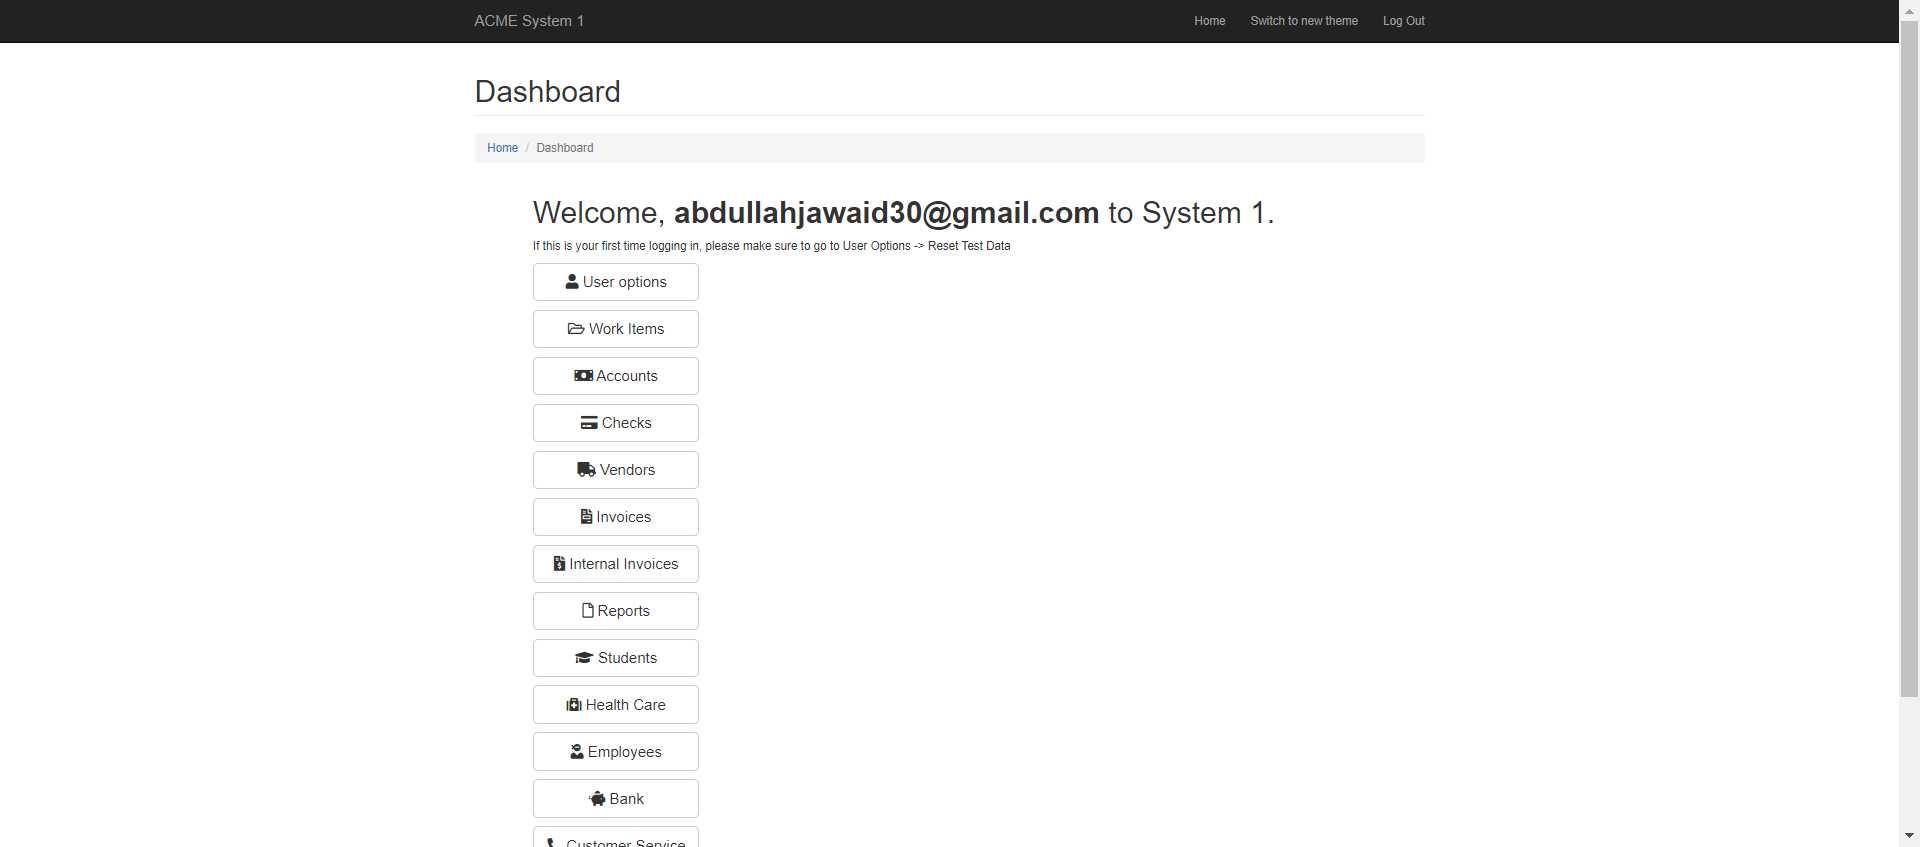 ACME System 1
Home
Switch to new theme
Log Out
Dashboard
Home / Dashboard
Welcome, abdullahjawaid30@gmail.com to System 1.
If this is your first time logging in, please make sure to go to User Options -> Reset Test Data
User options
Work Items
Accounts
Checks
Vendors
Invoices
Internal Invoices
Reports
Students
Health Care
Employees
Bank
Customer Service